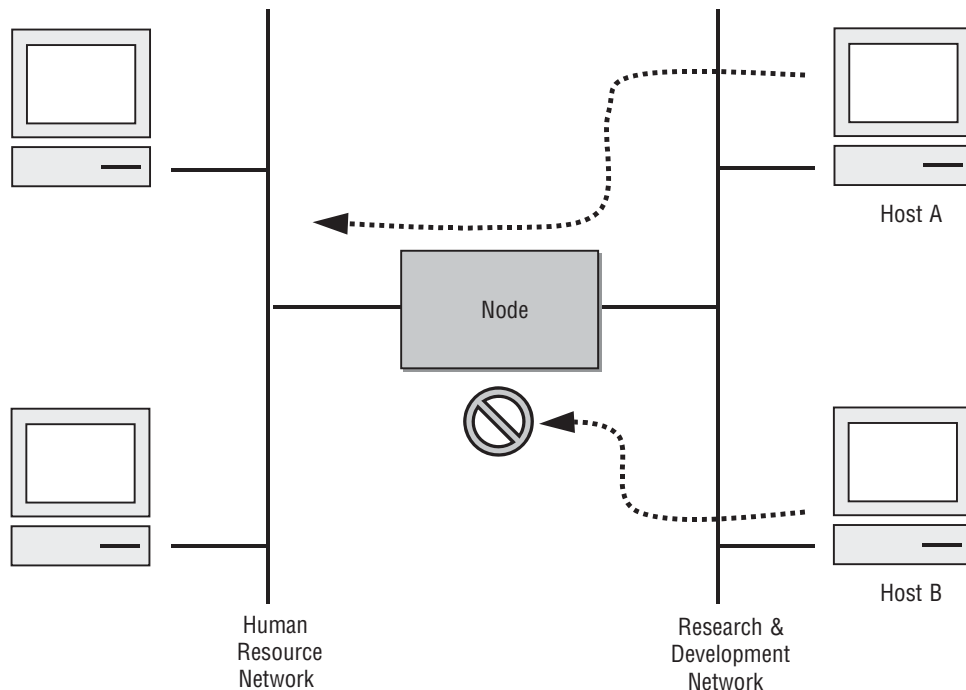 Host A
Node
Host B
Human
Resource
Network
Research &
Development
Network